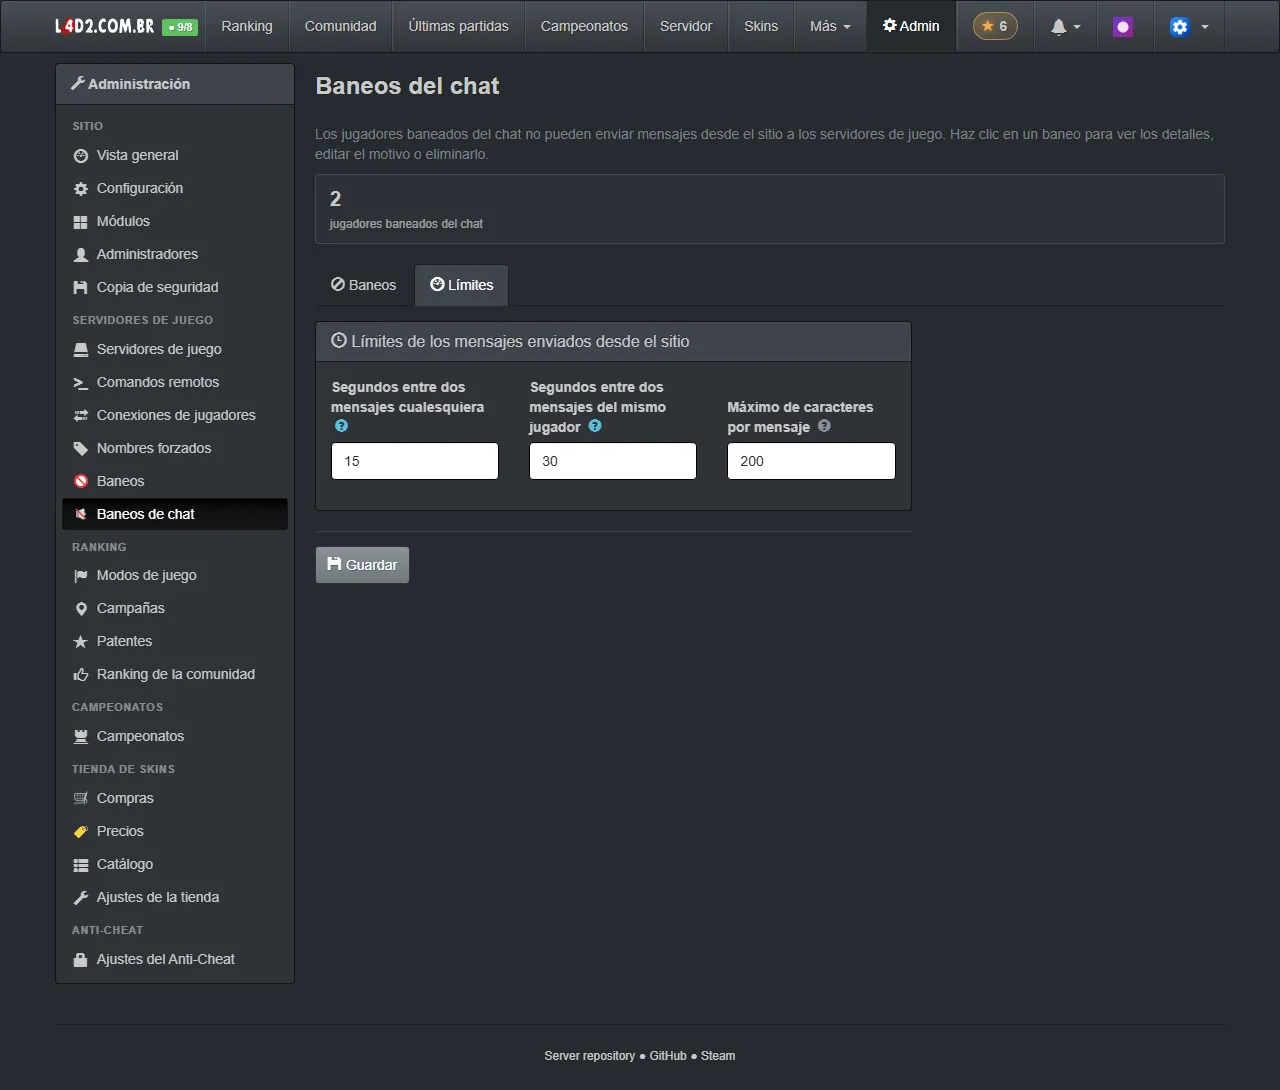 L4D2.COM.BR ● 9/8 Ranking Comunidad Últimas partidas Campeonatos Servidor Skins Más Admin ★ 6
Administración
SITIO
Vista general
Configuración
Módulos
Administradores
Copia de seguridad
SERVIDORES DE JUEGO
Servidores de juego
Comandos remotos
Conexiones de jugadores
Nombres forzados
Baneos
Baneos de chat
RANKING
Modos de juego
Campañas
Patentes
Ranking de la comunidad
CAMPEONATOS
Campeonatos
TIENDA DE SKINS
Compras
Precios
Catálogo
Ajustes de la tienda
ANTI-CHEAT
Ajustes del Anti-Cheat
Baneos del chat
Los jugadores baneados del chat no pueden enviar mensajes desde el sitio a los servidores de juego. Haz clic en un baneo para ver los detalles,
editar el motivo o eliminarlo.
2
jugadores baneados del chat
Baneos Límites
Límites de los mensajes enviados desde el sitio
Segundos entre dos
mensajes cualesquiera
?
15
Segundos entre dos
mensajes del mismo
jugador ?
30
Máximo de caracteres
por mensaje ?
200
Guardar
Server repository ● GitHub ● Steam